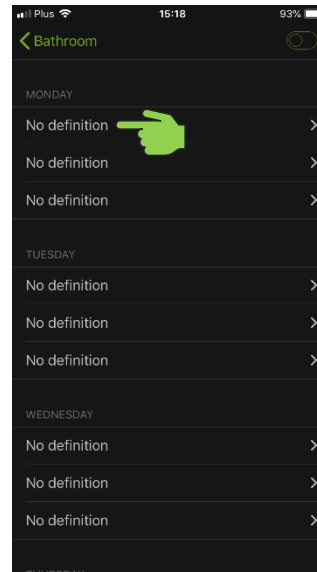 Plus 15:18 93%
Bathroom
MONDAY
No definition
No definition
No definition
TUESDAY
No definition
No definition
No definition
WEDNESDAY
No definition
No definition
No definition